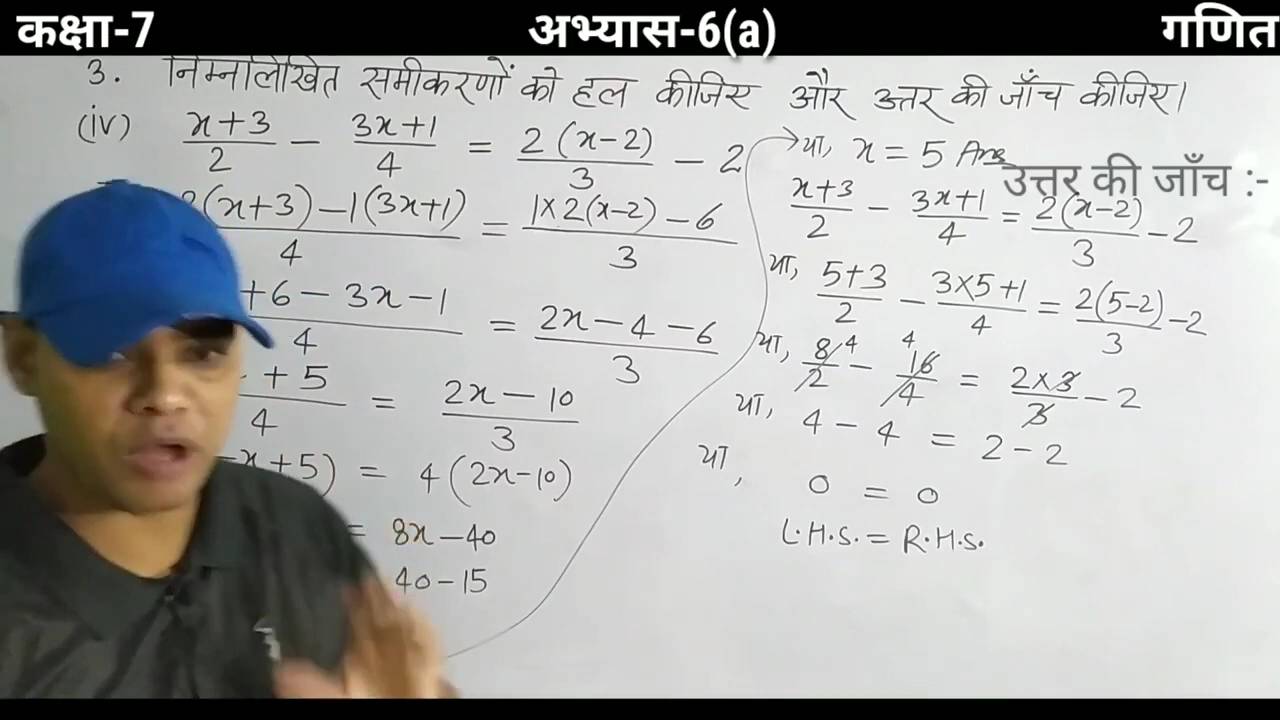 कक्षा-7 अभ्यास-6(a) गणित
3. निम्नलिखित समीकरणों को हल कीजिए और उत्तर की जाँच कीजिए।
(iv) x+3/2 - 3x+1/4 = 2(x-2)/3 - 2
(x+3)-1(3x+1)/4 = 1×2(x-2)-6/3
+6-3x-1/4 = 2x-4-6/3
+5/4 = 2x-10/3
x+5) = 4(2x-10)
= 8x-40
40-15
या, x = 5 Ans
उत्तर की जाँच :-
x+3/2 - 3x+1/4 = 2(x-2)/3 - 2
या, 5+3/2 - 3×5+1/4 = 2(5-2)/3 - 2
या, 8/2 4 - 16/4 4 = 2×3/3 - 2
या, 4-4 = 2-2
या, 0 = 0
L.H.S. = R.H.S.